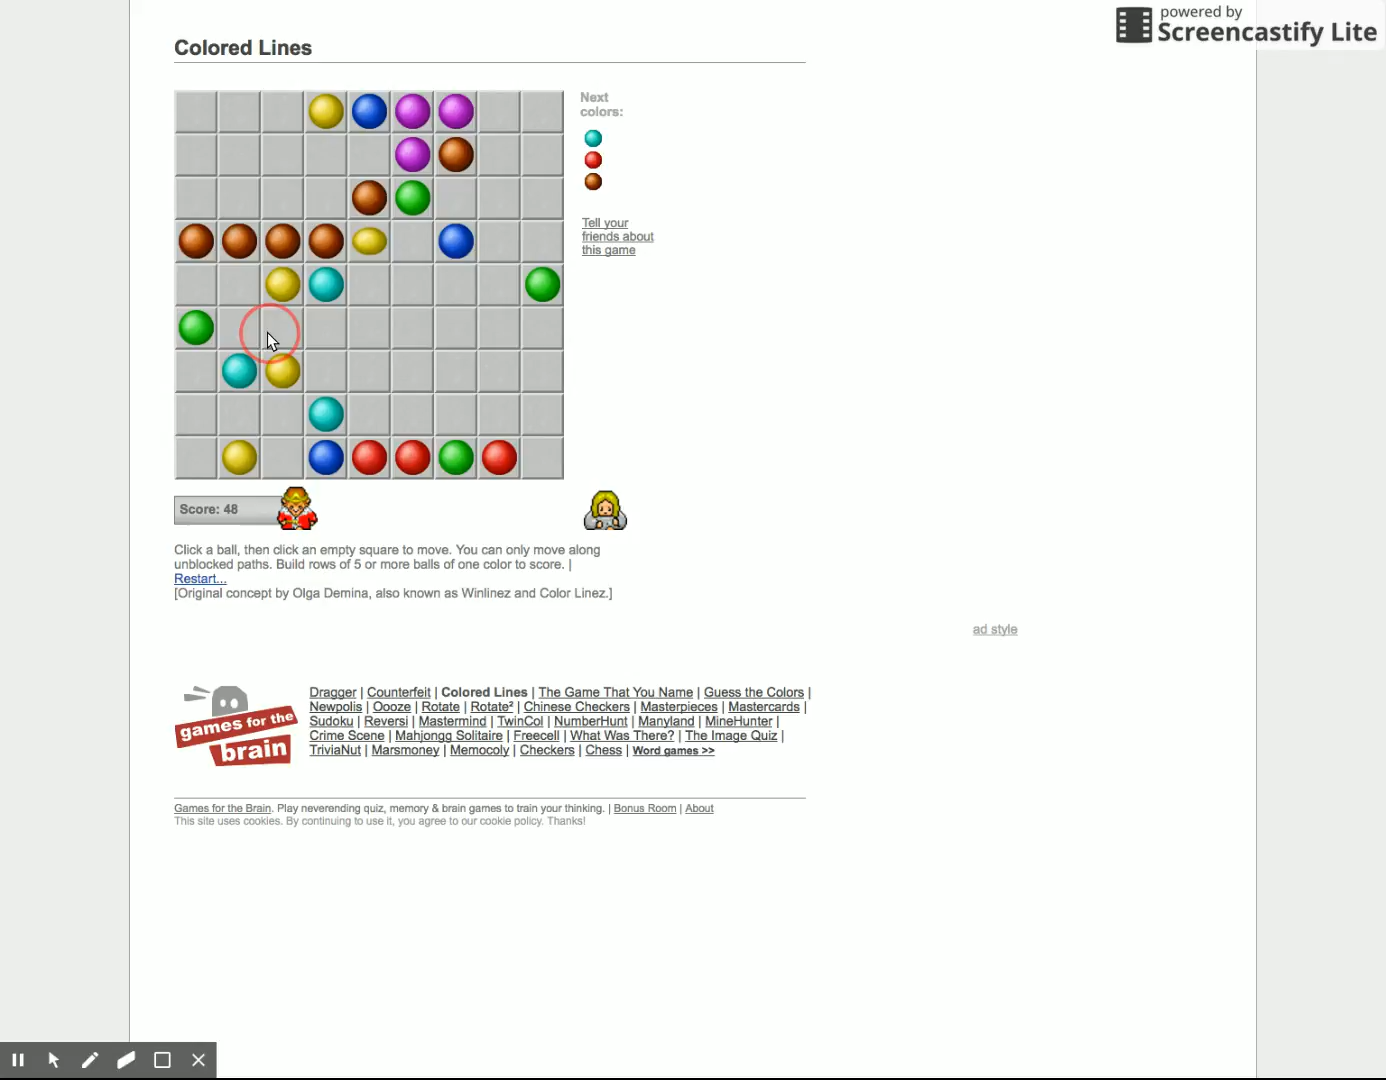 powered by
Screencastify Lite
Colored Lines
Next
colors:
Tell your
friends about
this game
Score: 48
Click a ball, then click an empty square to move. You can only move along
unblocked paths. Build rows of 5 or more balls of one color to score. |
Restart...
[Original concept by Olga Demina, also known as Winlinez and Color Linez.]
ad style
games for the
brain
Dragger | Counterfeit | Colored Lines | The Game That You Name | Guess the Colors |
Newpolis | Oooze | Rotate | Rotate² | Chinese Checkers | Masterpieces | Mastercards |
Sudoku | Reversi | Mastermind | TwinCol | NumberHunt | Manyland | MineHunter |
Crime Scene | Mahjongg Solitaire | Freecell | What Was There? | The Image Quiz |
TriviaNut | Marsmoney | Memocoly | Checkers | Chess | Word games >>
Games for the Brain. Play neverending quiz, memory & brain games to train your thinking. | Bonus Room | About
This site uses cookies. By continuing to use it, you agree to our cookie policy. Thanks!